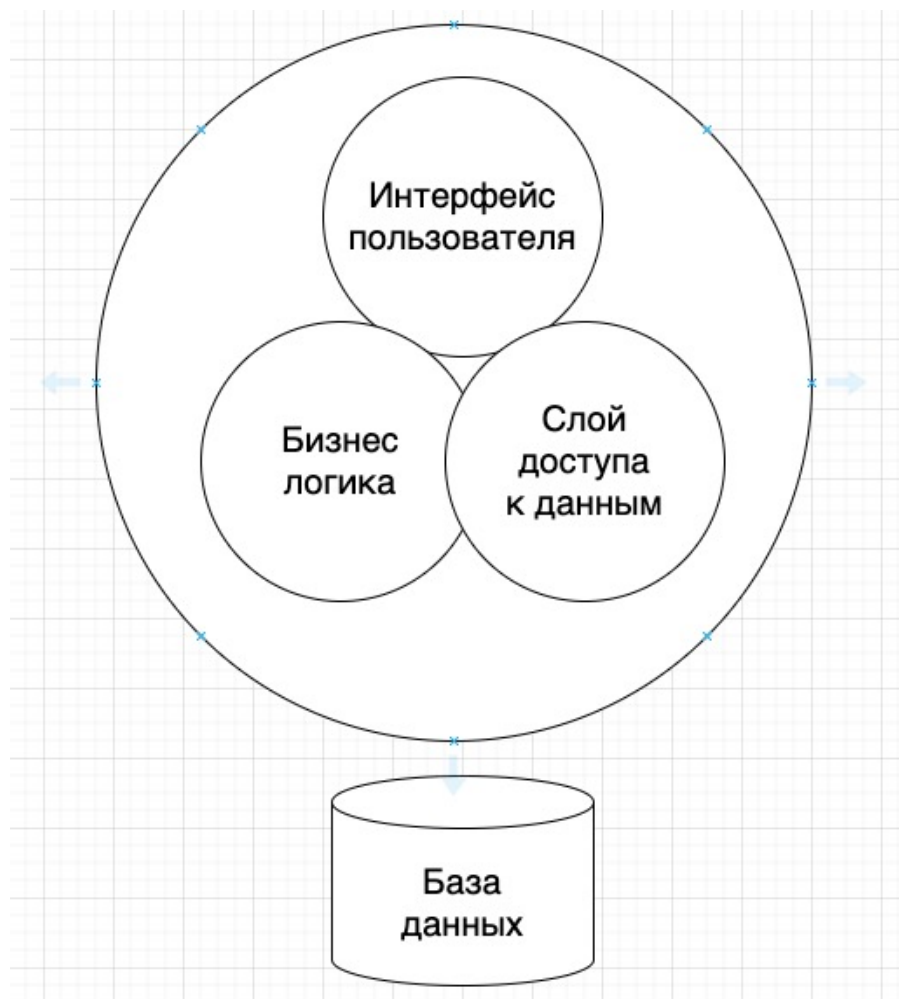 Интерфейс
пользователя
Бизнес
логика
Слой
доступа
к данным
База
данных